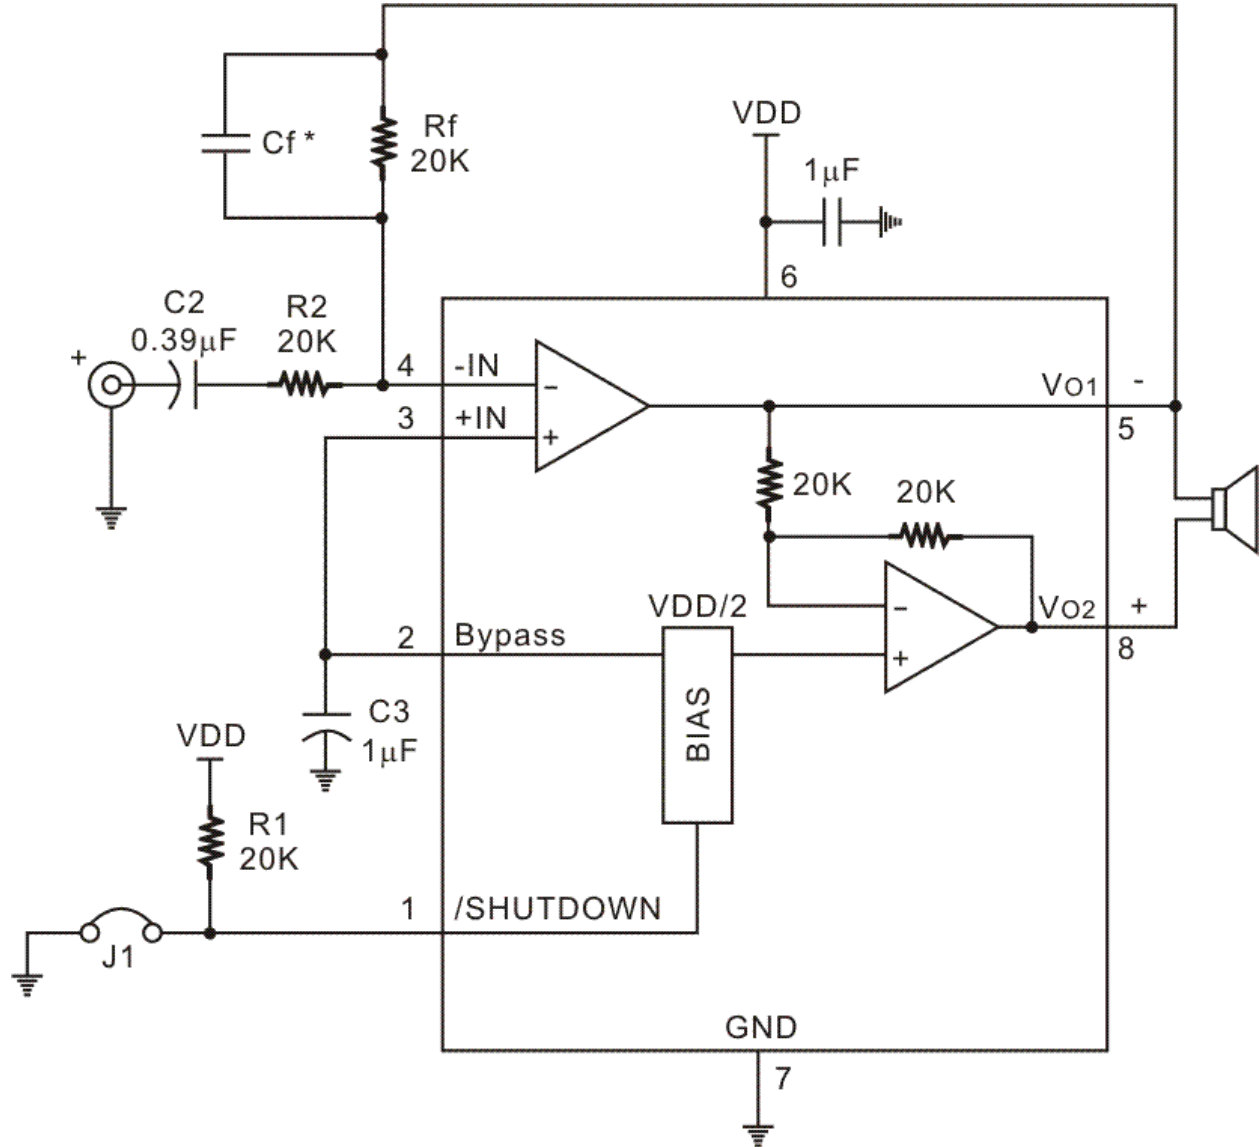 Cf *
Rf
20K
VDD
1µF
6
C2
0.39µF
R2
20K
+
4
-IN
−
3
+IN
+
VO1
-
5
20K
20K
VDD/2
−
VO2
+
8
2
Bypass
+
BIAS
C3
1µF
VDD
R1
20K
1
/SHUTDOWN
J1
GND
7